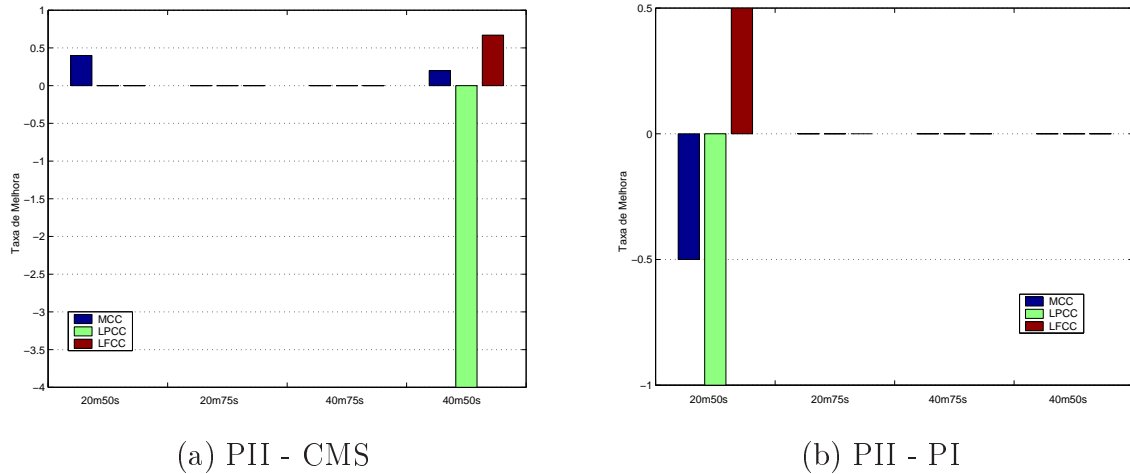 1
0.5
0
−0.5
−1
−1.5
−2
−2.5
−3
−3.5
−4
Taxa de Melhora
MCC
LPCC
LFCC
20m50s 20m75s 40m75s 40m50s
(a) PII - CMS
0.5
0
−0.5
−1
Taxa de Melhora
MCC
LPCC
LFCC
20m50s 20m75s 40m75s 40m50s
(b) PII - PI